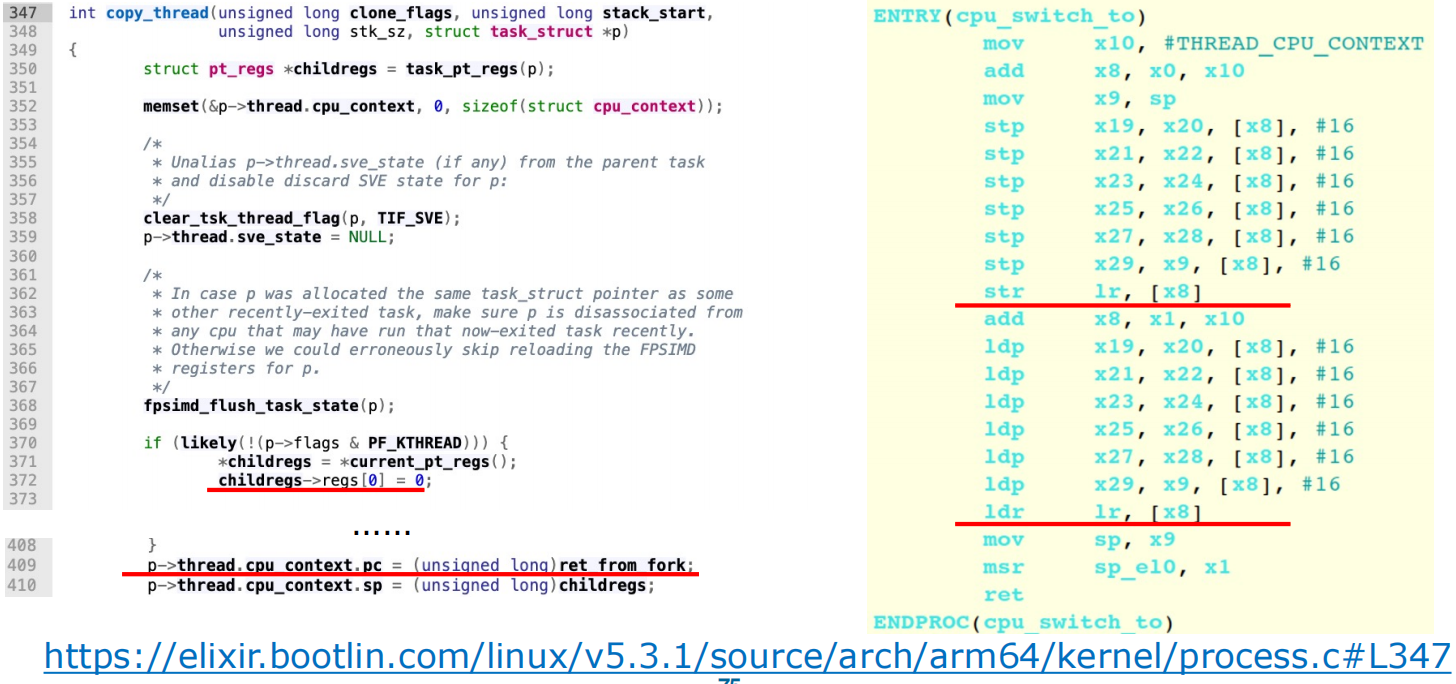 347 int copy_thread(unsigned long clone_flags, unsigned long stack_start,
348 unsigned long stk_sz, struct task_struct *p)
349 {
350 struct pt_regs *childregs = task_pt_regs(p);
351
352 memset(&p->thread.cpu_context, 0, sizeof(struct cpu_context));
353
354 /*
355 * Unalias p->thread.sve_state (if any) from the parent task
356 * and disable discard SVE state for p:
357 */
358 clear_tsk_thread_flag(p, TIF_SVE);
359 p->thread.sve_state = NULL;
360
361 /*
362 * In case p was allocated the same task_struct pointer as some
363 * other recently-exited task, make sure p is disassociated from
364 * any cpu that may have run that now-exited task recently.
365 * Otherwise we could erroneously skip reloading the FPSIMD
366 * registers for p.
367 */
368 fpsimd_flush_task_state(p);
369
370 if (likely(!(p->flags & PF_KTHREAD))) {
371 *childregs = *current_pt_regs();
372 childregs->regs[0] = 0;
373
......
408 }
409 p->thread.cpu_context.pc = (unsigned long)ret_from_fork;
410 p->thread.cpu_context.sp = (unsigned long)childregs;
ENTRY(cpu_switch_to)
mov x10, #THREAD_CPU_CONTEXT
add x8, x0, x10
mov x9, sp
stp x19, x20, [x8], #16
stp x21, x22, [x8], #16
stp x23, x24, [x8], #16
stp x25, x26, [x8], #16
stp x27, x28, [x8], #16
stp x29, x9, [x8], #16
str lr, [x8]
add x8, x1, x10
ldp x19, x20, [x8], #16
ldp x21, x22, [x8], #16
ldp x23, x24, [x8], #16
ldp x25, x26, [x8], #16
ldp x27, x28, [x8], #16
ldp x29, x9, [x8], #16
ldr lr, [x8]
mov sp, x9
msr sp_el0, x1
ret
ENDPROC(cpu_switch_to)
https://elixir.bootlin.com/linux/v5.3.1/source/arch/arm64/kernel/process.c#L347